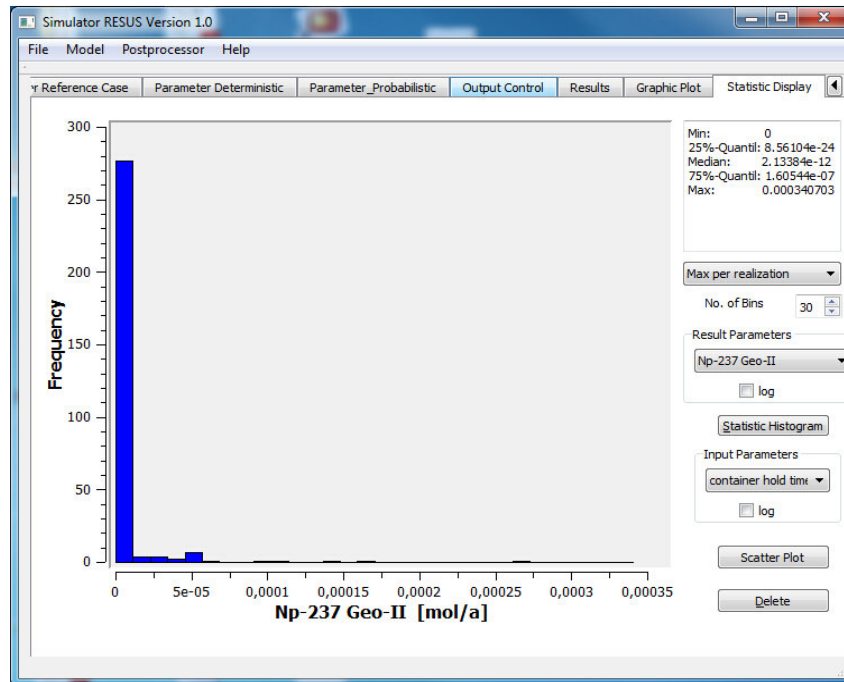 Simulator RESUS Version 1.0
File Model Postprocessor Help
Reference Case Parameter Deterministic Parameter_Probabilistic Output Control Results Graphic Plot Statistic Display
300
250
200
150
100
50
0
Frequency
0 5e-05 0,0001 0,00015 0,0002 0,00025 0,0003 0,00035
Np-237 Geo-II [mol/a]
Min: 0
25%-Quantil: 8.56104e-24
Median: 2.13384e-12
75%-Quantil: 1.60544e-07
Max: 0.000340703
Max per realization
No. of Bins 30
Result Parameters
Np-237 Geo-II
log
Statistic Histogram
Input Parameters
container hold time
log
Scatter Plot
Delete